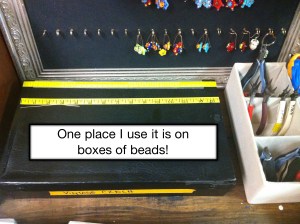 One place I use it is on
boxes of beads!